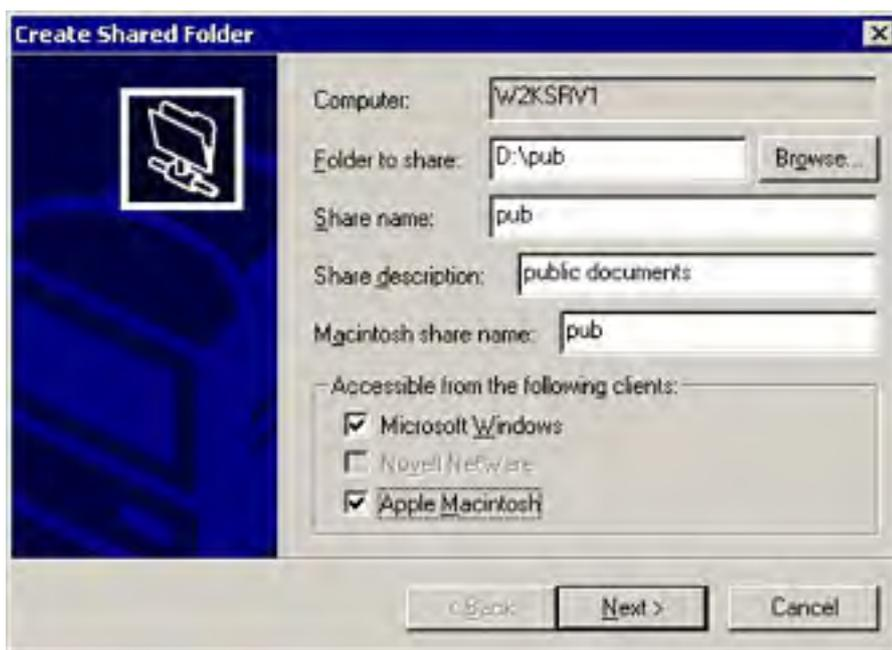 Create Shared Folder
Computer: W2KSRV1
Folder to share: D:\pub Browse...
Share name: pub
Share description: public documents
Macintosh share name: pub
Accessible from the following clients:
Microsoft Windows
Novell Netware
Apple Macintosh
< Back Next > Cancel